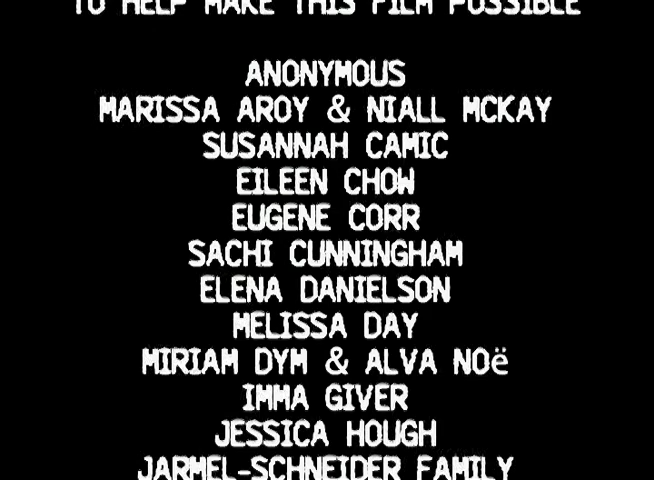 TO HELP MAKE THIS FILM POSSIBLE
ANONYMOUS
MARISSA AROY & NIALL MCKAY
SUSANNAH CAMIC
EILEEN CHOW
EUGENE CORR
SACHI CUNNINGHAM
ELENA DANIELSON
MELISSA DAY
MIRIAM DYM & ALVA NOë
IMMA GIVER
JESSICA HOUGH
JARMEL-SCHNEIDER FAMILY